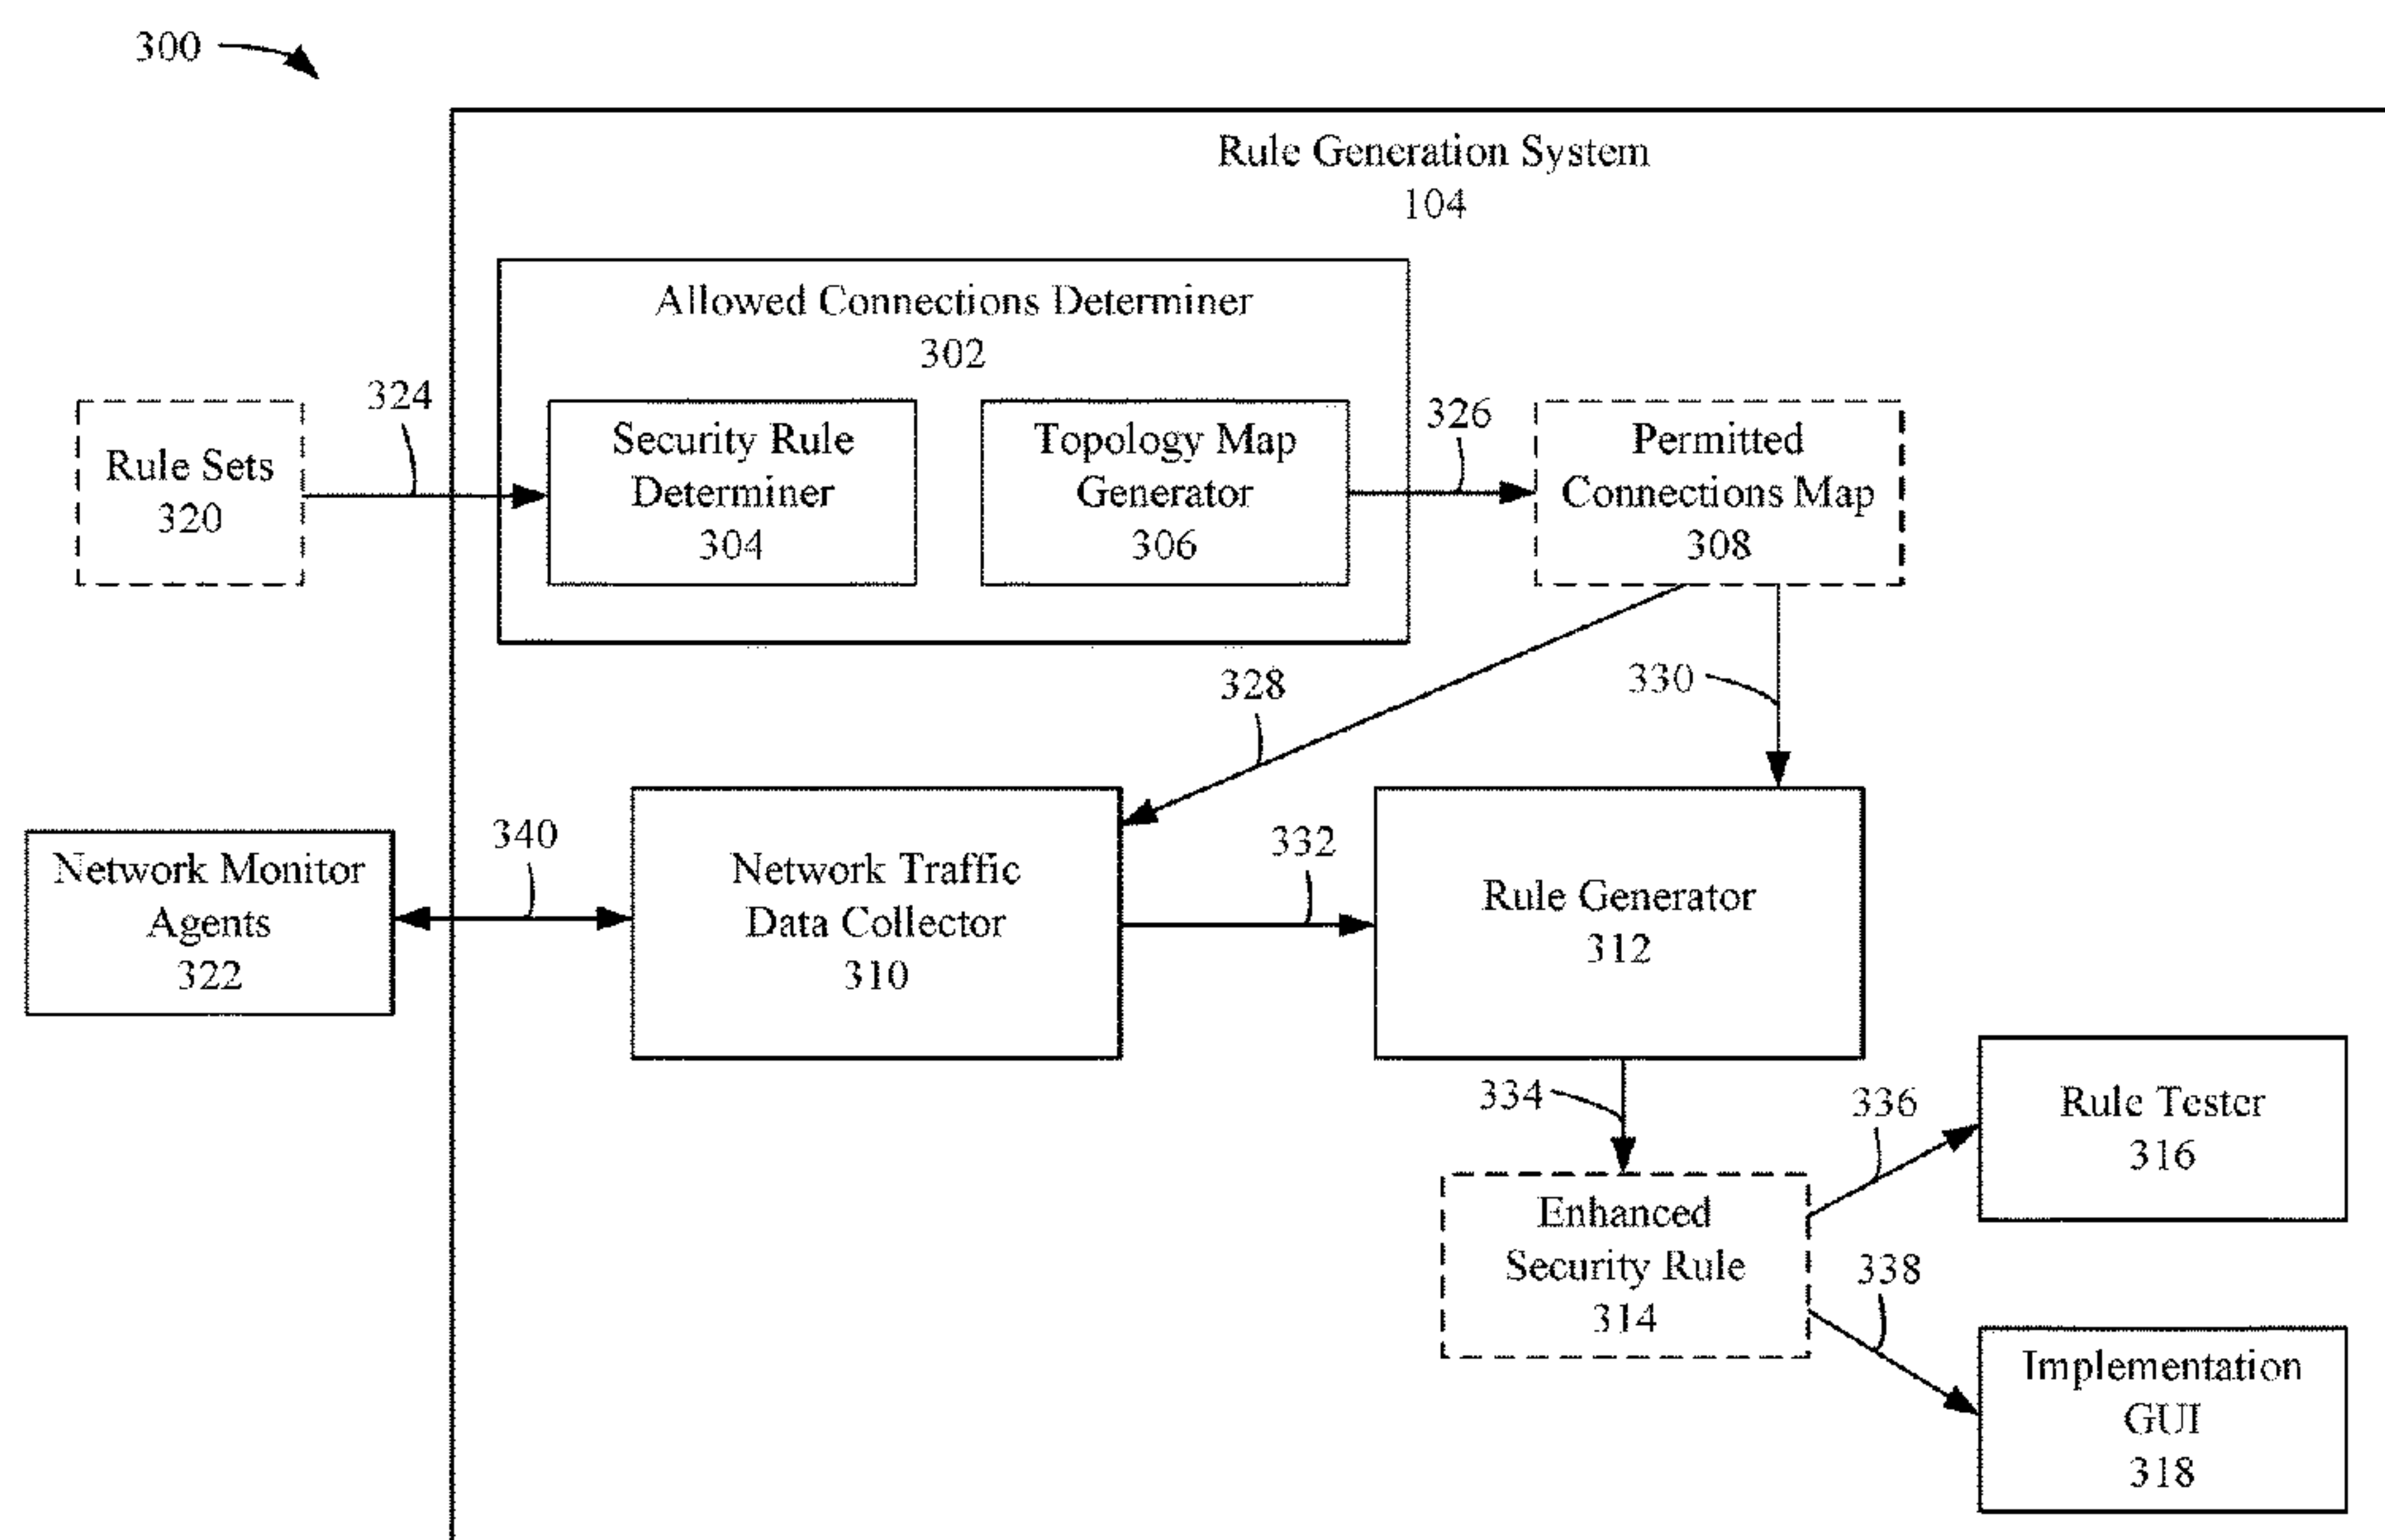 300
Rule Generation System
104
Allowed Connections Determiner
302
324
Rule Sets
320
Security Rule
Determiner
304
Topology Map
Generator
306
326
Permitted
Connections Map
308
328
330
Network Monitor
Agents
322
340
Network Traffic
Data Collector
310
332
Rule Generator
312
334
Enhanced
Security Rule
314
336
Rule Tester
316
338
Implementation
GUI
318